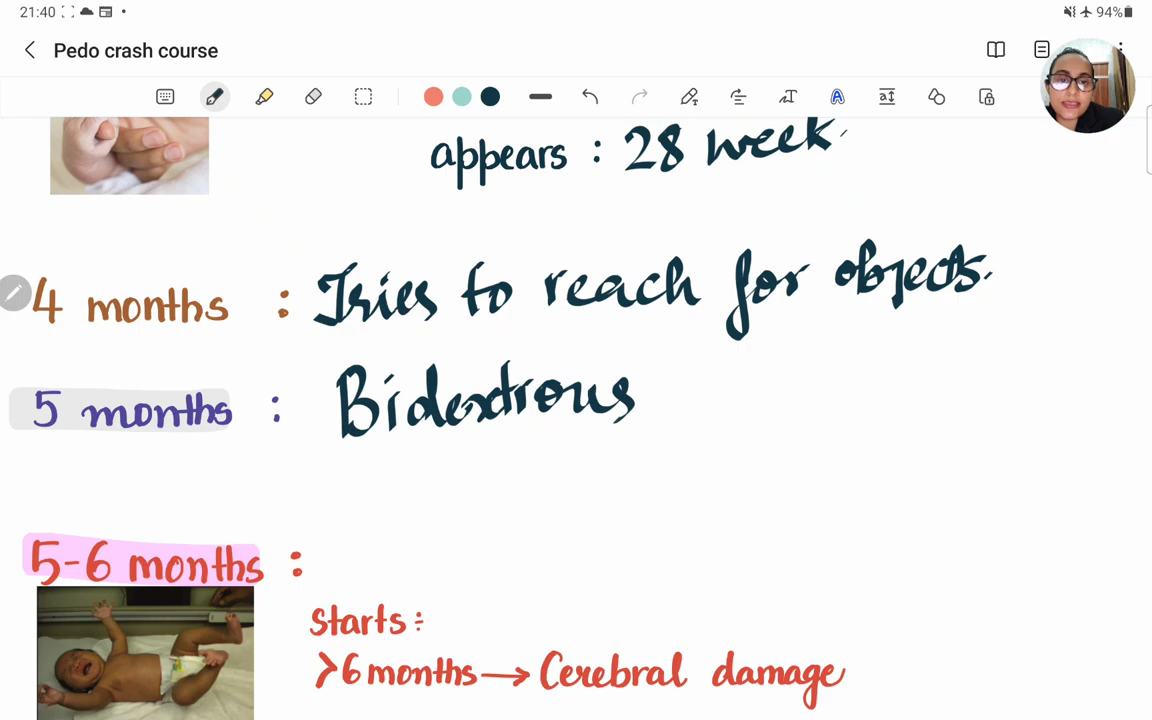 21:40
94%
Pedo crash course
appears : 28 week.
4 months : Tries to reach for objects.
5 months : Bidextrous
5-6 months :
Starts :
>6 months → Cerebral damage